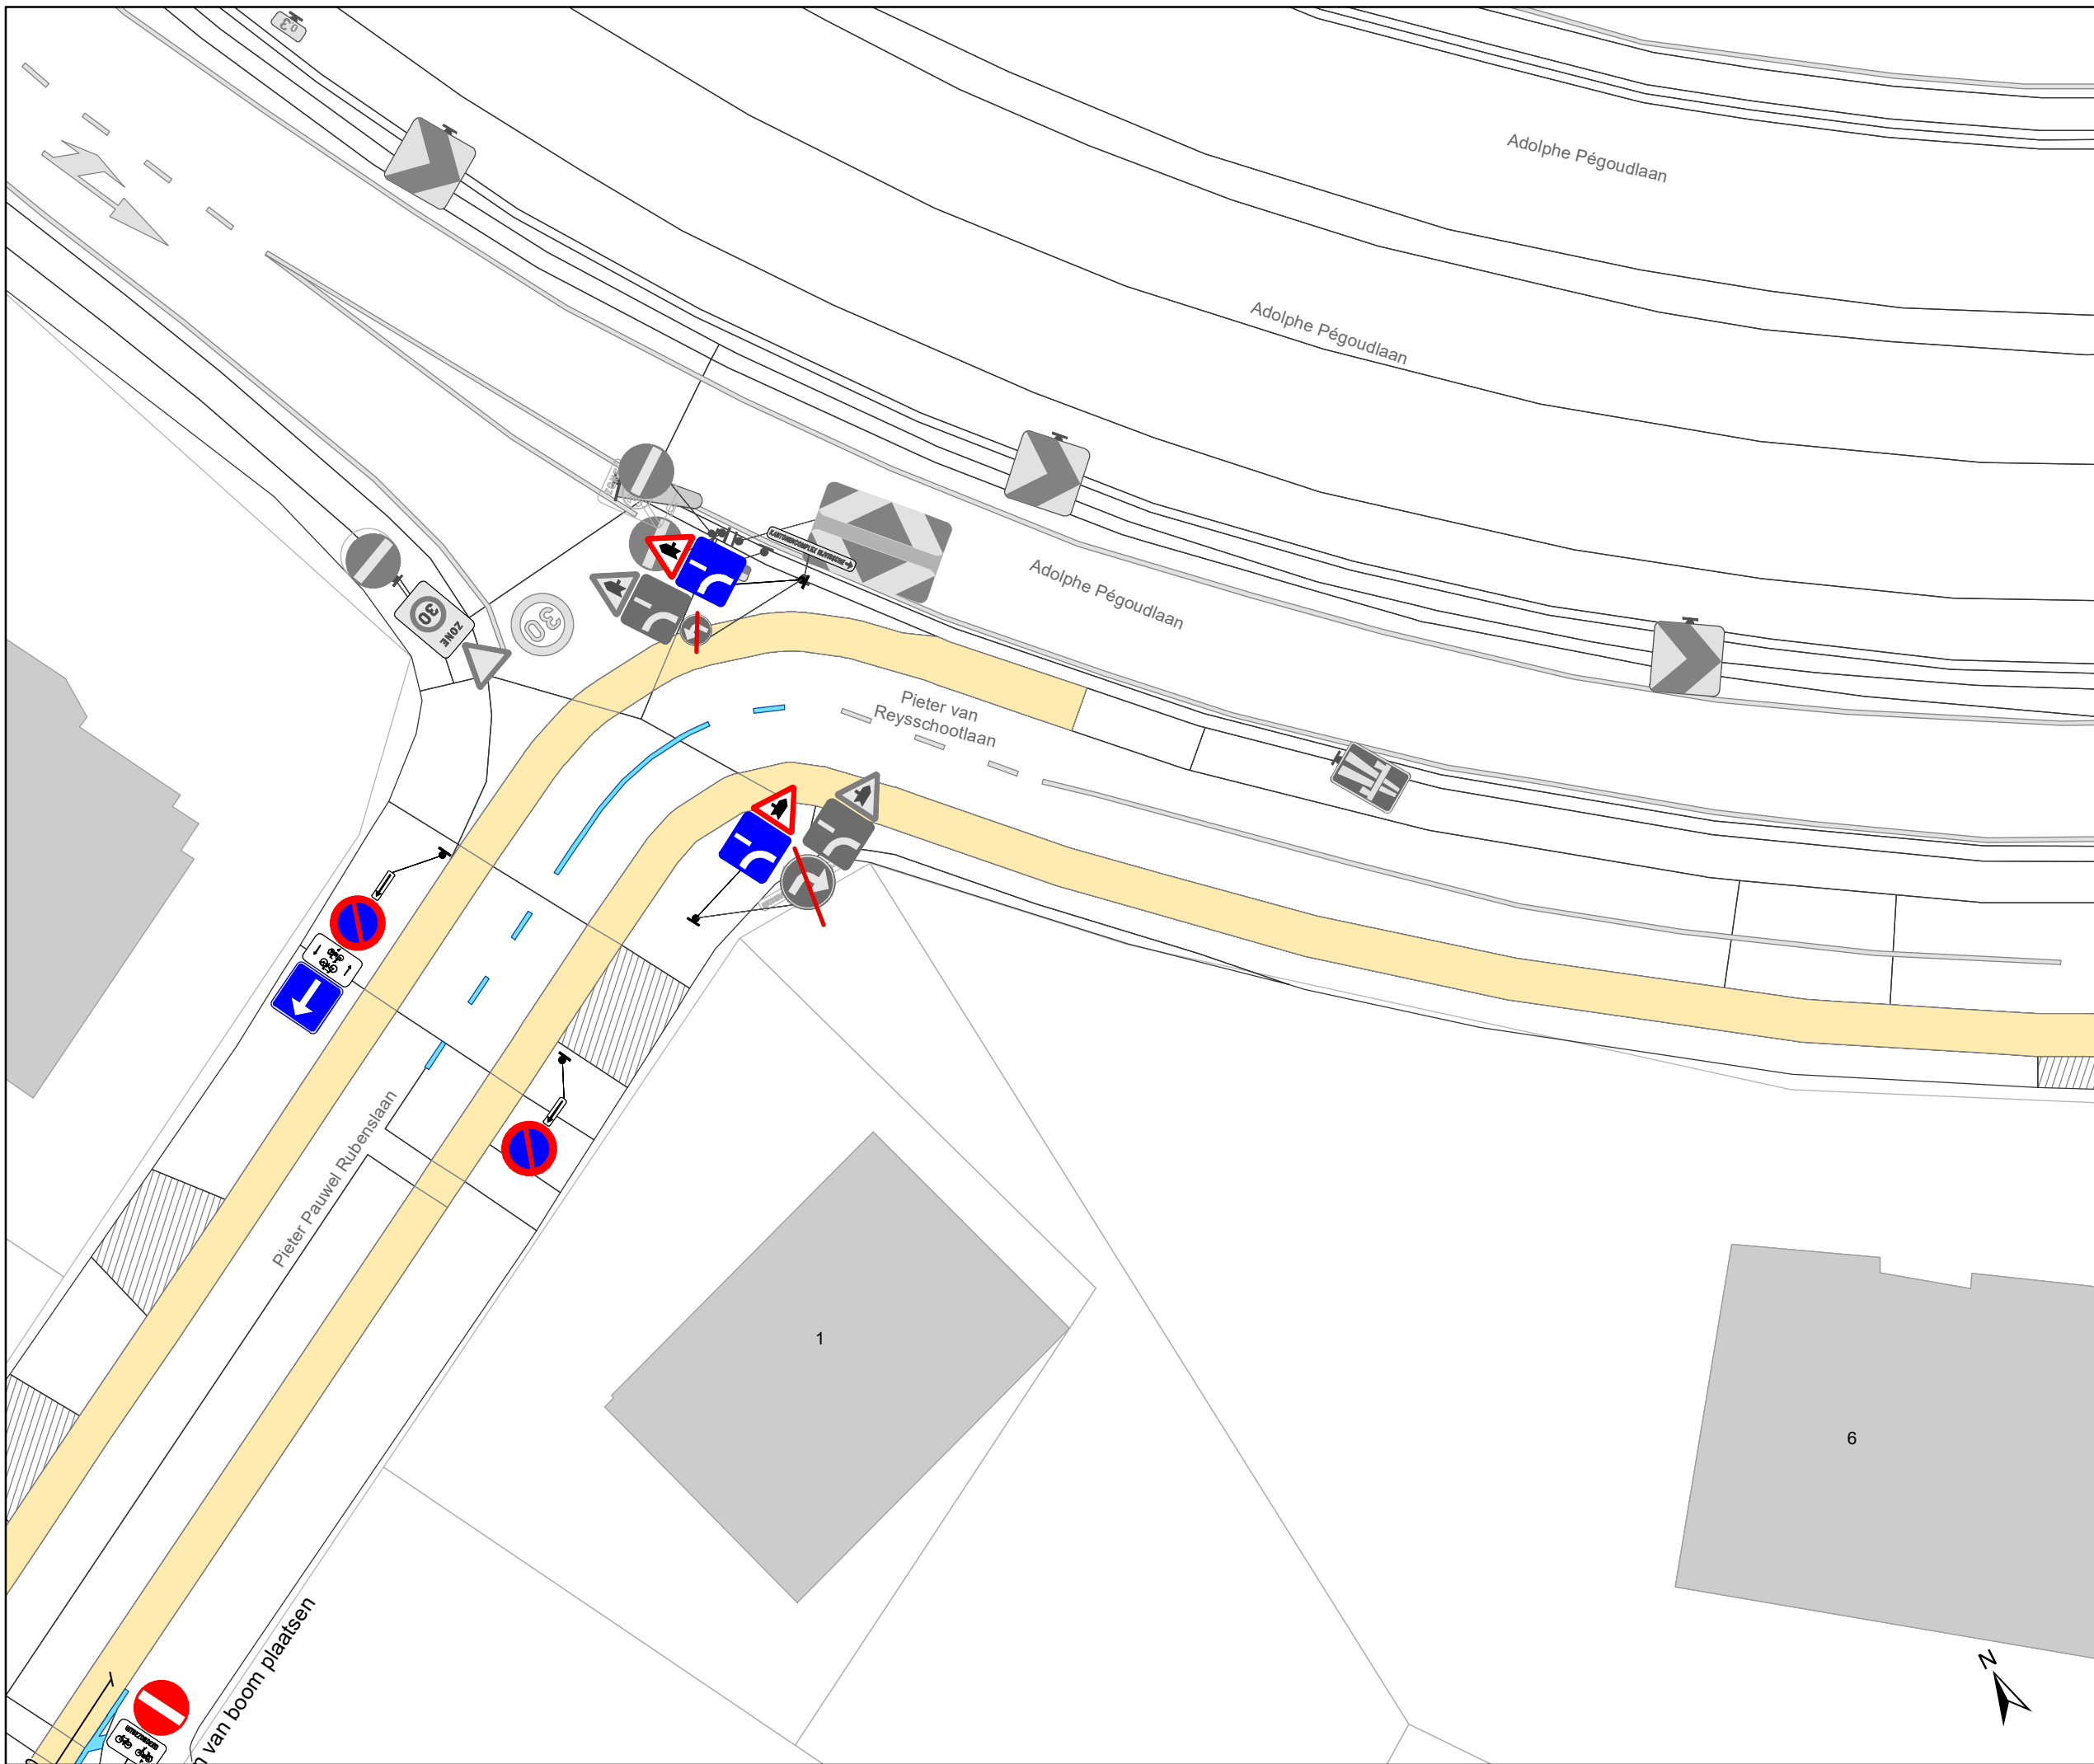 03
Adolphe Pégoudlaan
Adolphe Pégoudlaan
Adolphe Pégoudlaan
30
ZONE
30
Pieter van
Reysschootlaan
Pieter Pauwel Rubenslaan
1
6
N
n van boom plaatsen